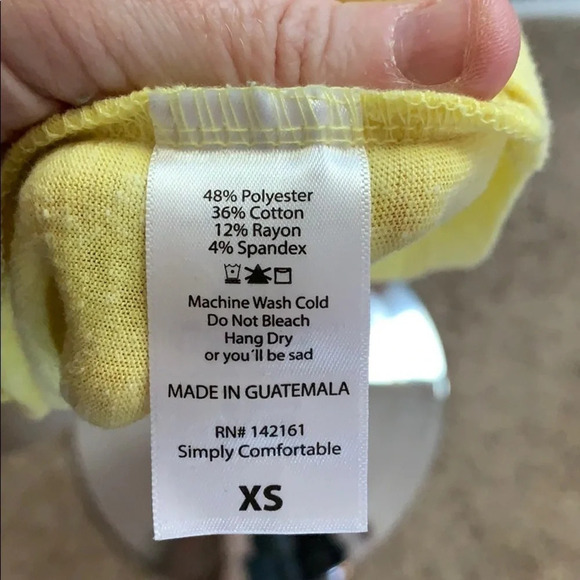 48% Polyester
36% Cotton
12% Rayon
4% Spandex
Machine Wash Cold
Do Not Bleach
Hang Dry
or you'll be sad
MADE IN GUATEMALA
RN# 142161
Simply Comfortable
XS